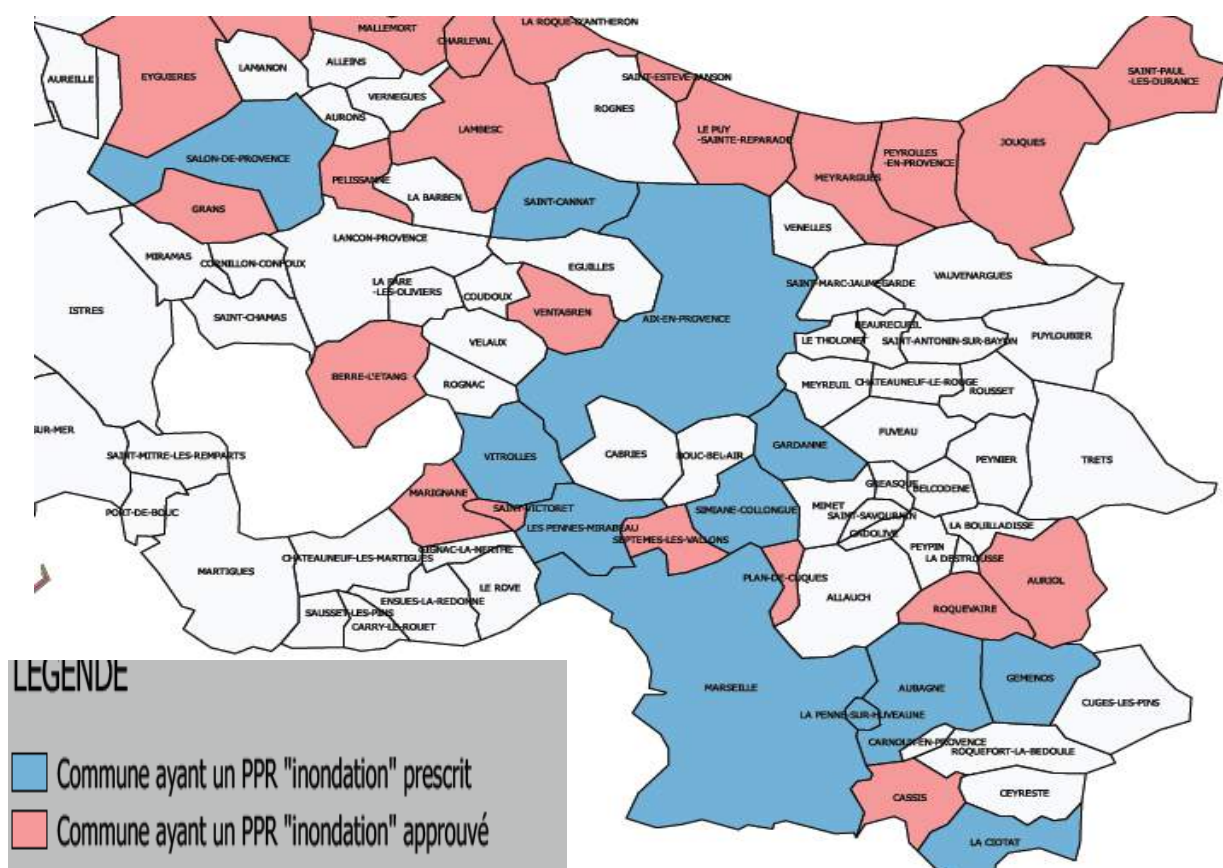 MALLEMORT
CHARLEVAL
LA ROQUE-D'ANTHERON
AUREILLE
EYGUIERES
LAMANON
ALLEINS
VERNEGUES
SAINT-ESTEVE-JANSON
ROGNES
SAINT-PAUL
-LES-DURANCE
AURONS
LAMBESC
LE PUY
-SAINTE-REPARADE
JOUQUES
SALON-DE-PROVENCE
PELISSANNE
PEYROLLES
-EN-PROVENCE
MEYRARGUES
LA BARBEN
SAINT-CANNAT
GRANS
VENELLES
LANCON-PROVENCE
MIRAMAS
CORNILLON-CONFOUX
EGUILLES
VAUVENARGUES
LA FARE
-LES-OLIVIERS
COUDOUX
SAINT-MARC-JAUMEGARDE
ISTRES
SAINT-CHAMAS
VENTABREN
AIX-EN-PROVENCE
BEAURECUEIL
LE THOLONET
SAINT-ANTONIN-SUR-BAYON
PUYLOUBIER
VELAUX
BERRE-L'ETANG
ROGNAC
MEYREUIL
CHATEAUNEUF-LE-ROUGE
ROUSSET
SUR-MER
FUVEAU
GARDANNE
SAINT-MITRE-LES-REMPARTS
VITROLLES
CABRIES
BOUC-BEL-AIR
PEYNIER
TRETS
GREASQUE
BELCODENE
MARIGNANE
SAINT-VICTORET
MIMET
SAINT-SAVOURNIN
PORT-DE-BOUC
LES PENNES-MIRABEAU
SIMIANE-COLLONGUE
LA BOUILLADISSE
CADOLIVE
SEPTEMES-LES-VALLONS
GIGNAC-LA-NERTHE
PEYPIN
CHATEAUNEUF-LES-MARTIGUES
LA DESTROUSSE
MARTIGUES
PLAN-DE-CUQUES
AURIOL
LE ROVE
ALLAUCH
ENSUES-LA-REDONNE
ROQUEVAIRE
SAUSSET-LES-PINS
CARRY-LE-ROUET
MARSEILLE
AUBAGNE
GEMENOS
CUGES-LES-PINS
LA PENNE-SUR-HUVEAUNE
CARNOUX-EN-PROVENCE
ROQUEFORT-LA-BEDOULE
CASSIS
CEYRESTE
LA CIOTAT
LEGENDE
Commune ayant un PPR "inondation" prescrit
Commune ayant un PPR "inondation" approuvé